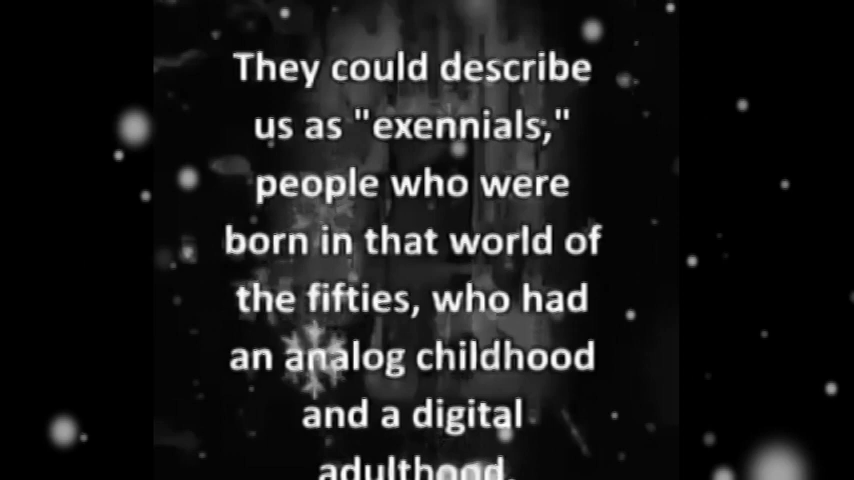 They could describe
us as "exennials,"
people who were
born in that world of
the fifties, who had
an analog childhood
and a digital
adulthood.